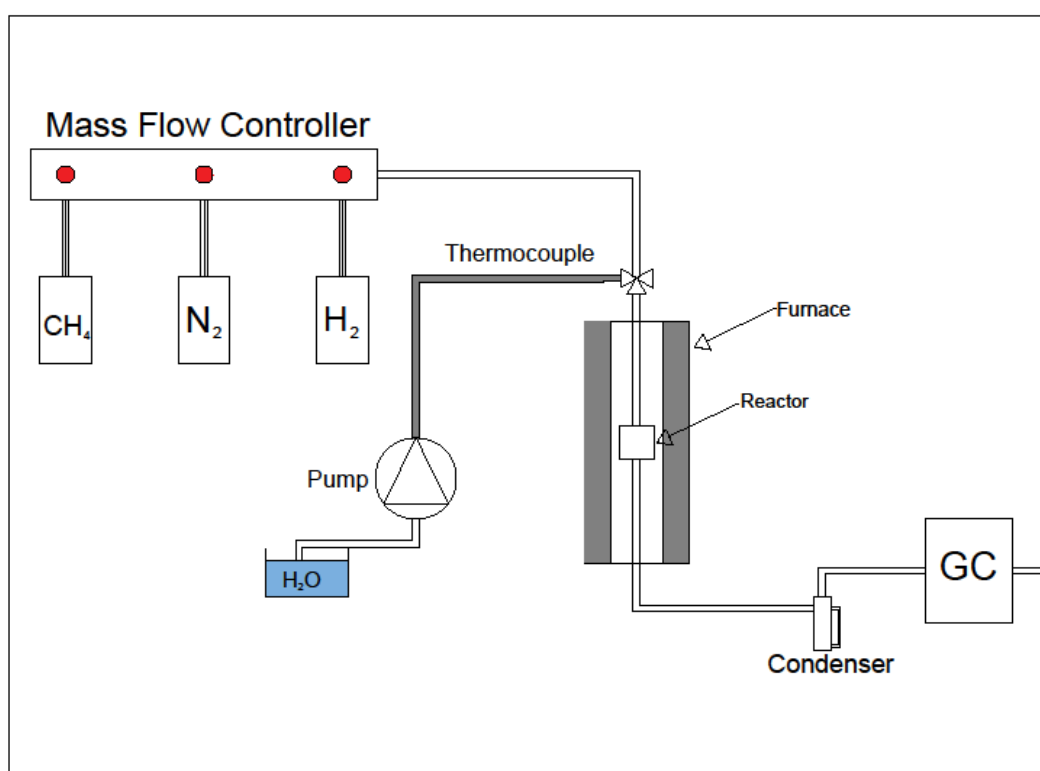 Mass Flow Controller
Thermocouple
CH₄
N₂
H₂
Furnace
Reactor
Pump
H₂O
GC
Condenser